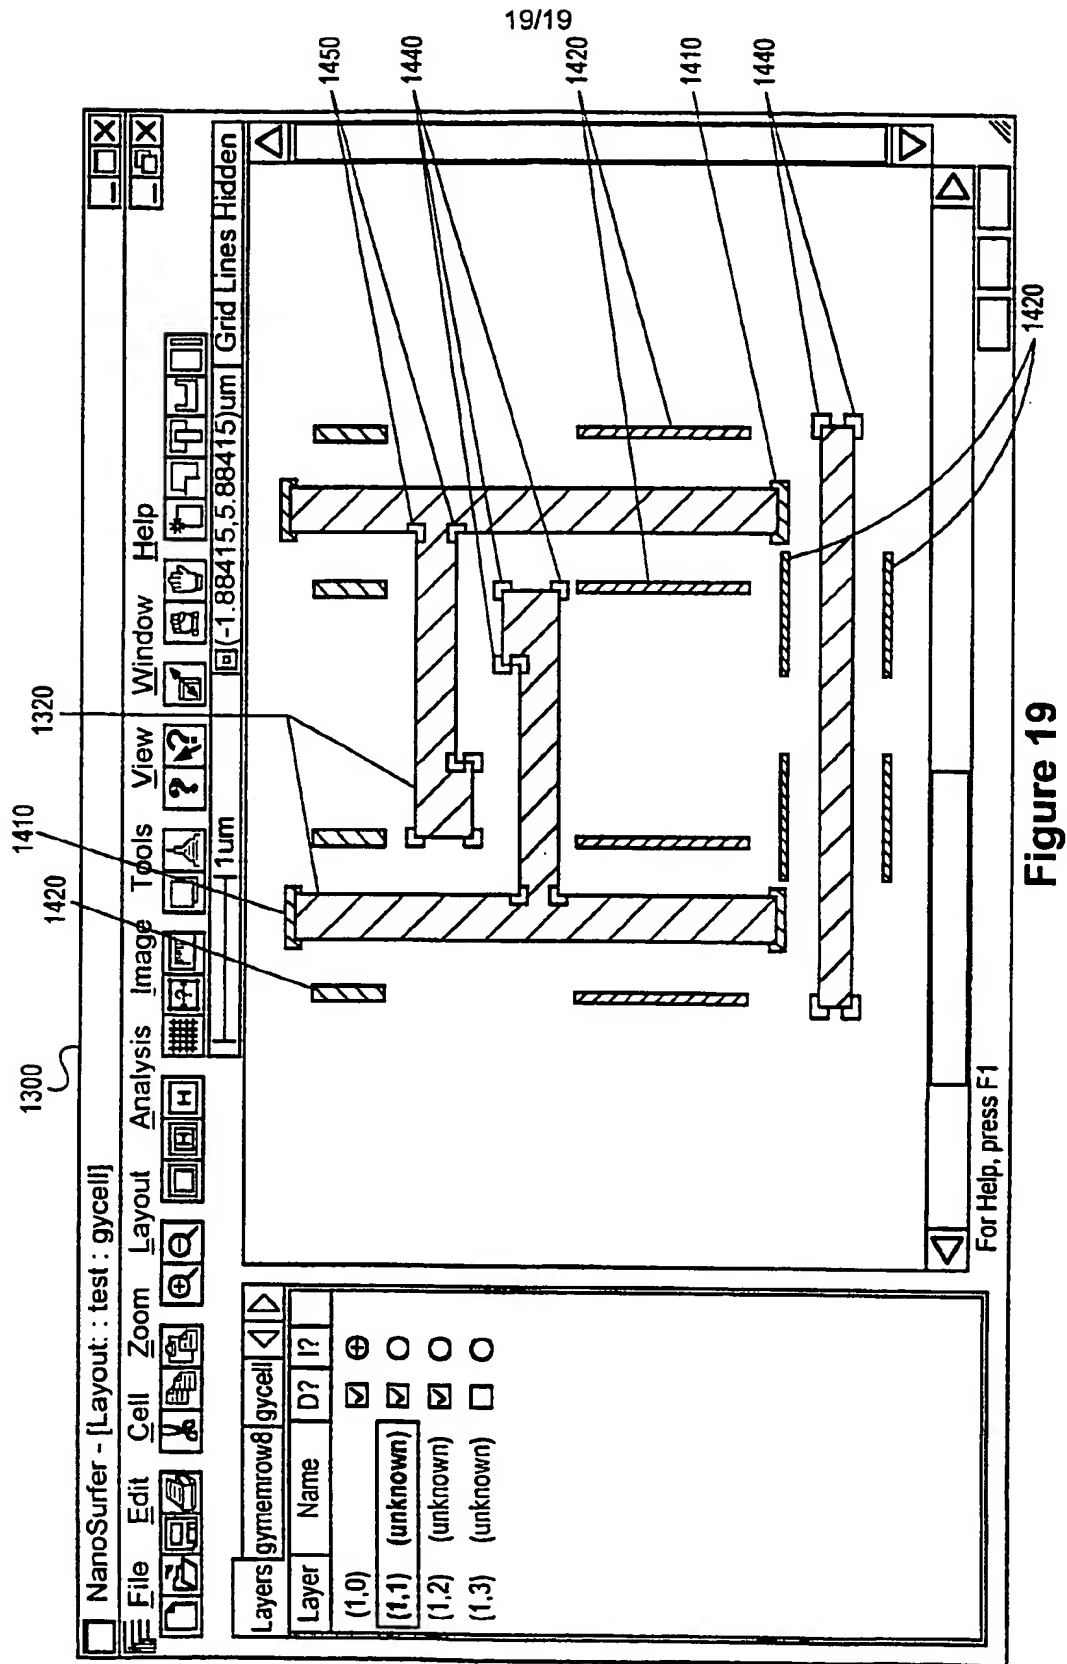 19/19
1300
1420
1410
1320
1450
1440
1420
1410
1440
1420
NanoSurfer - [Layout: : test : gycell]
File Edit Cell Zoom Layout Analysis Image Tools View Window Help
1um
(-1.88415,5.88415)um
Grid Lines Hidden
Layers gymemrow8 gycell
Layer Name D? I?
(1,0)
(1,1) (unknown)
(1,2) (unknown)
(1,3) (unknown)
For Help, press F1
Figure 19